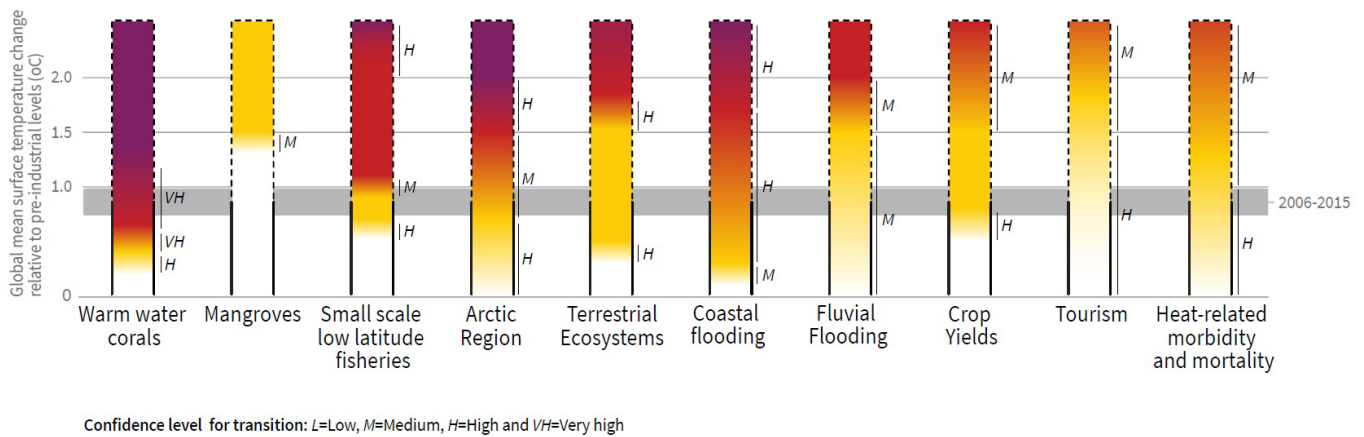 Global mean surface temperature change
relative to pre-industrial levels (oC)
2.0
1.5
1.0
0
2006-2015
VH
VH
H
M
H
M
H
H
M
H
H
H
H
H
M
M
M
M
H
M
H
M
H
Warm water
corals
Mangroves
Small scale
low latitude
fisheries
Arctic
Region
Terrestrial
Ecosystems
Coastal
flooding
Fluvial
Flooding
Crop
Yields
Tourism
Heat-related
morbidity
and mortality
Confidence level for transition: L=Low, M=Medium, H=High and VH=Very high